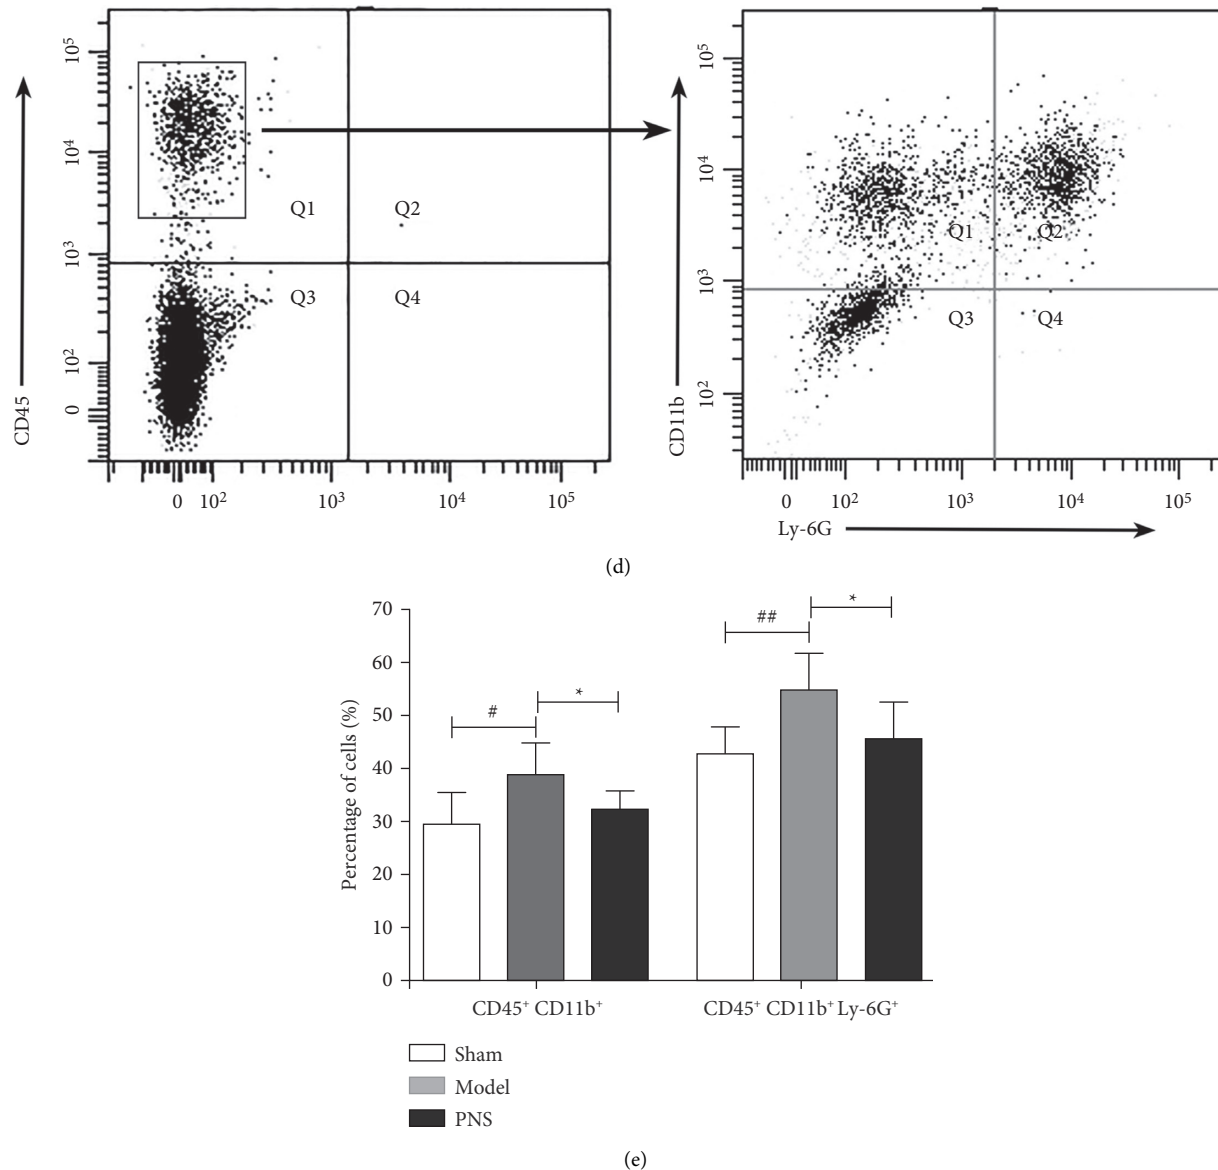 CD45
10⁵
10⁴
10³
10²
0
Q1
Q2
Q3
Q4
0
10²
10³
10⁴
10⁵
CD11b
10⁵
10⁴
10³
10²
Q1
Q2
Q3
Q4
0
10²
10³
10⁴
10⁵
Ly-6G
(d)
Percentage of cells (%)
70
60
50
40
30
20
10
0
#
*
##
*
CD45⁺ CD11b⁺
CD45⁺ CD11b⁺ Ly-6G⁺
Sham
Model
PNS
(e)